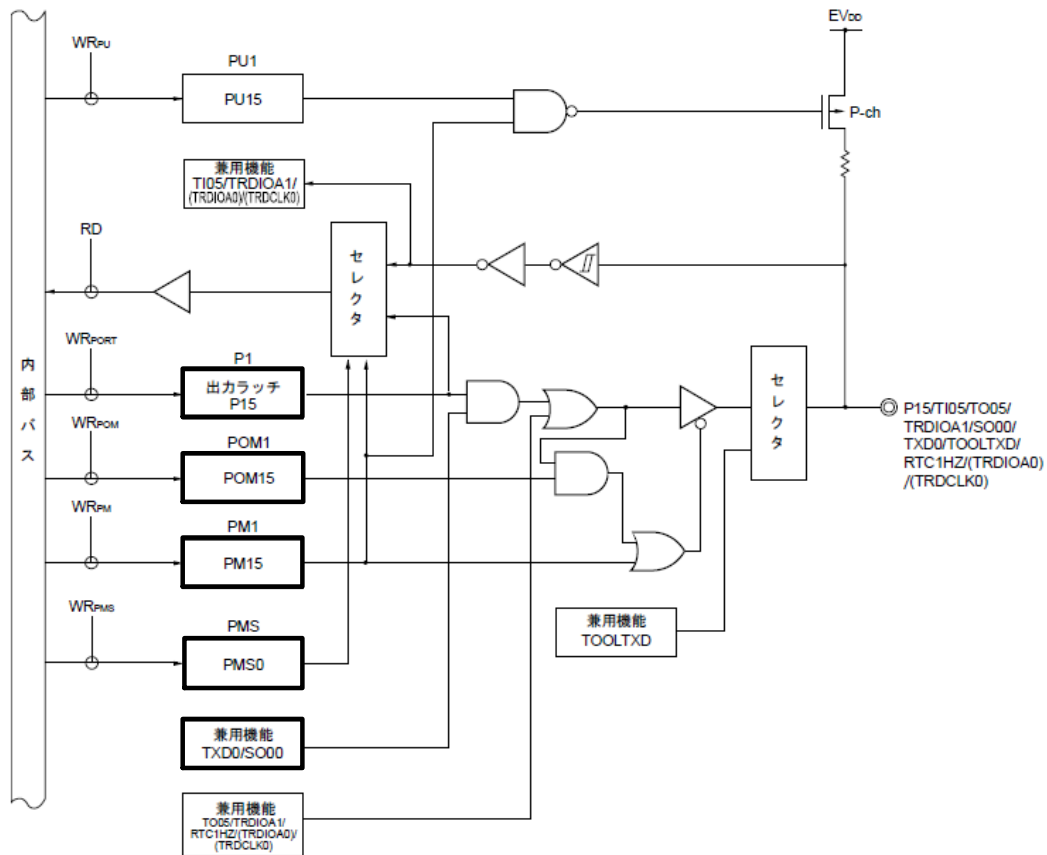 EVDD
WRPU
PU1
PU15
P-ch
兼用機能
TI05/TRDIOA1/
(TRDIOA0)/(TRDCLK0)
RD
セレクタ
WRPORT
P1
出力ラッチ
P15
内部バス
セレクタ
P15/TI05/TO05/
TRDIOA1/SO00/
TXD0/TOOLTXD/
RTC1HZ/(TRDIOA0)
/(TRDCLK0)
WRPOM
POM1
POM15
WRPM
PM1
PM15
WRPMS
PMS
PMS0
兼用機能
TOOLTXD
兼用機能
TXD0/SO00
兼用機能
TO05/TRDIOA1/
RTC1HZ/(TRDIOA0)/
(TRDCLK0)